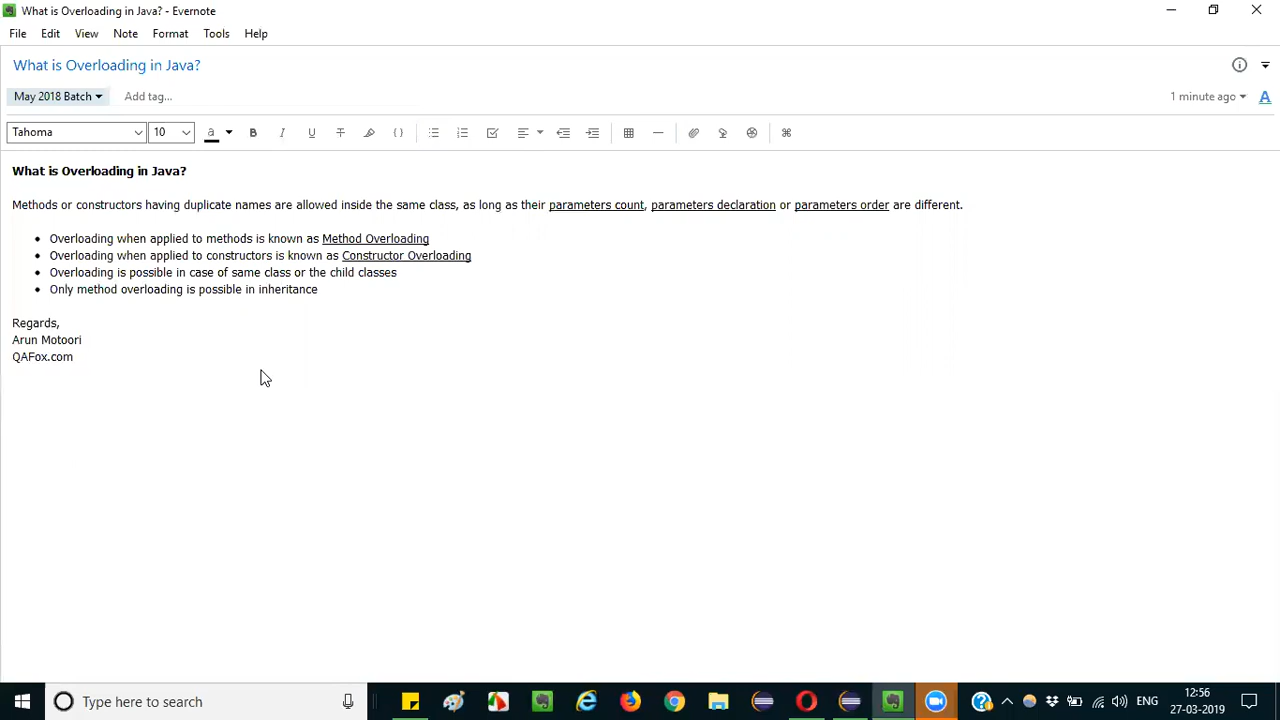 What is Overloading in Java? - Evernote
File Edit View Note Format Tools Help
What is Overloading in Java?
May 2018 Batch Add tag... 1 minute ago
Tahoma 10
What is Overloading in Java?
Methods or constructors having duplicate names are allowed inside the same class, as long as their parameters count, parameters declaration or parameters order are different.
Overloading when applied to methods is known as Method Overloading
Overloading when applied to constructors is known as Constructor Overloading
Overloading is possible in case of same class or the child classes
Only method overloading is possible in inheritance
Regards,
Arun Motoori
QAFox.com
Type here to search ENG 12:56
27-03-2019